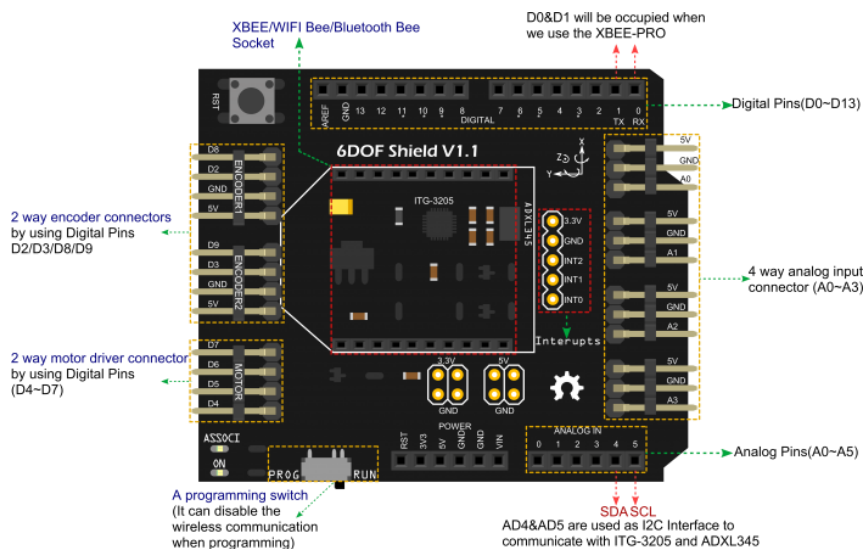 XBEE/WIFI Bee/Bluetooth Bee
Socket
D0&D1 will be occupied when
we use the XBEE-PRO
RST
AREF
GND
13
12
11
10
9
8
7
6
5
4
3
2
1
0
DIGITAL
TX
RX
Digital Pins(D0~D13)
6DOF Shield V1.1
X
Z
Y
D8
D2
GND
5V
ENCODER1
2 way encoder connectors
by using Digital Pins
D2/D3/D8/D9
D9
D3
GND
5V
ENCODER2
ITG-3205
ADXL345
3.3V
GND
INT2
INT1
INT0
Interupts
5V
GND
A0
5V
GND
A1
5V
GND
A2
5V
GND
A3
4 way analog input
connector (A0~A3)
2 way motor driver connector
by using Digital Pins
(D4~D7)
D7
D6
D5
D4
MOTOR
3.3V
5V
GND
GND
ASSOCI
ON
PROG
RUN
POWER
RST
3V3
5V
GND
GND
VIN
ANALOG IN
0
1
2
3
4
5
Analog Pins(A0~A5)
A programming switch
(It can disable the
wireless communication
when programming)
SDA SCL
AD4&AD5 are used as I2C Interface to
communicate with ITG-3205 and ADXL345